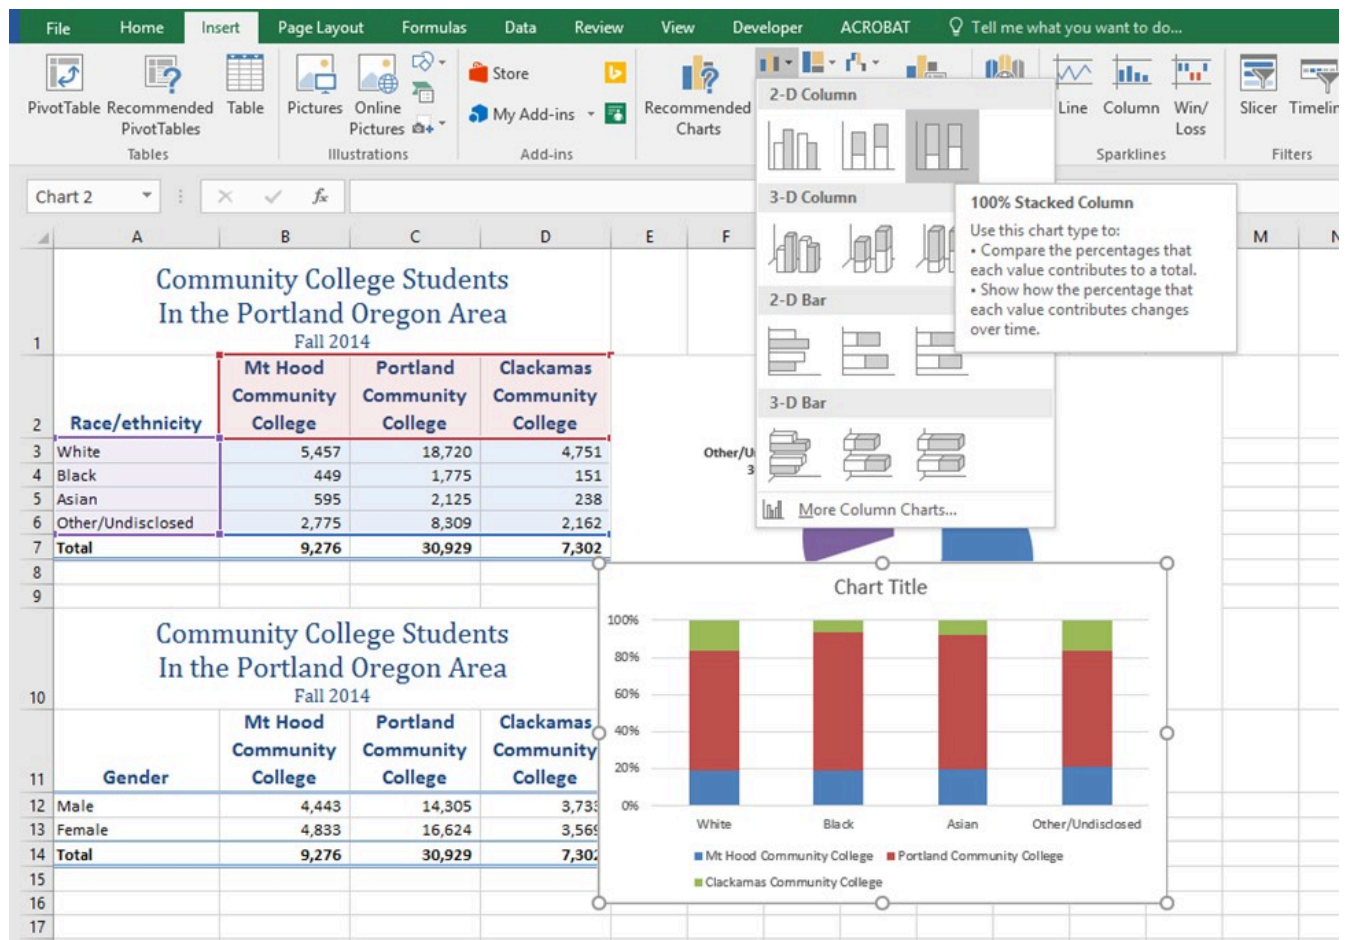 File Home Insert Page Layout Formulas Data Review View Developer ACROBAT Tell me what you want to do...
PivotTable Recommended PivotTables Table
Tables
Pictures Online Pictures
Illustrations
Store
My Add-ins
Add-ins
Recommended Charts
Line Column Win/Loss
Sparklines
Slicer
Filters
2-D Column
3-D Column
2-D Bar
3-D Bar
More Column Charts...
100% Stacked Column
Use this chart type to:
• Compare the percentages that
each value contributes to a total.
• Show how the percentage that
each value contributes changes
over time.
Chart 2 fx
A B C D E F M N
1 Community College Students
In the Portland Oregon Area
Fall 2014
2 Race/ethnicity Mt Hood Community College Portland Community College Clackamas Community College
3 White 5,457 18,720 4,751
4 Black 449 1,775 151
5 Asian 595 2,125 238
6 Other/Undisclosed 2,775 8,309 2,162
7 Total 9,276 30,929 7,302
8
9
10 Community College Students
In the Portland Oregon Area
Fall 2014
11 Gender Mt Hood Community College Portland Community College Clackamas Community College
12 Male 4,443 14,305 3,733
13 Female 4,833 16,624 3,569
14 Total 9,276 30,929 7,302
15
16
17
Chart Title
100%
80%
60%
40%
20%
0%
White Black Asian Other/Undisclosed
Mt Hood Community College Portland Community College
Clackamas Community College